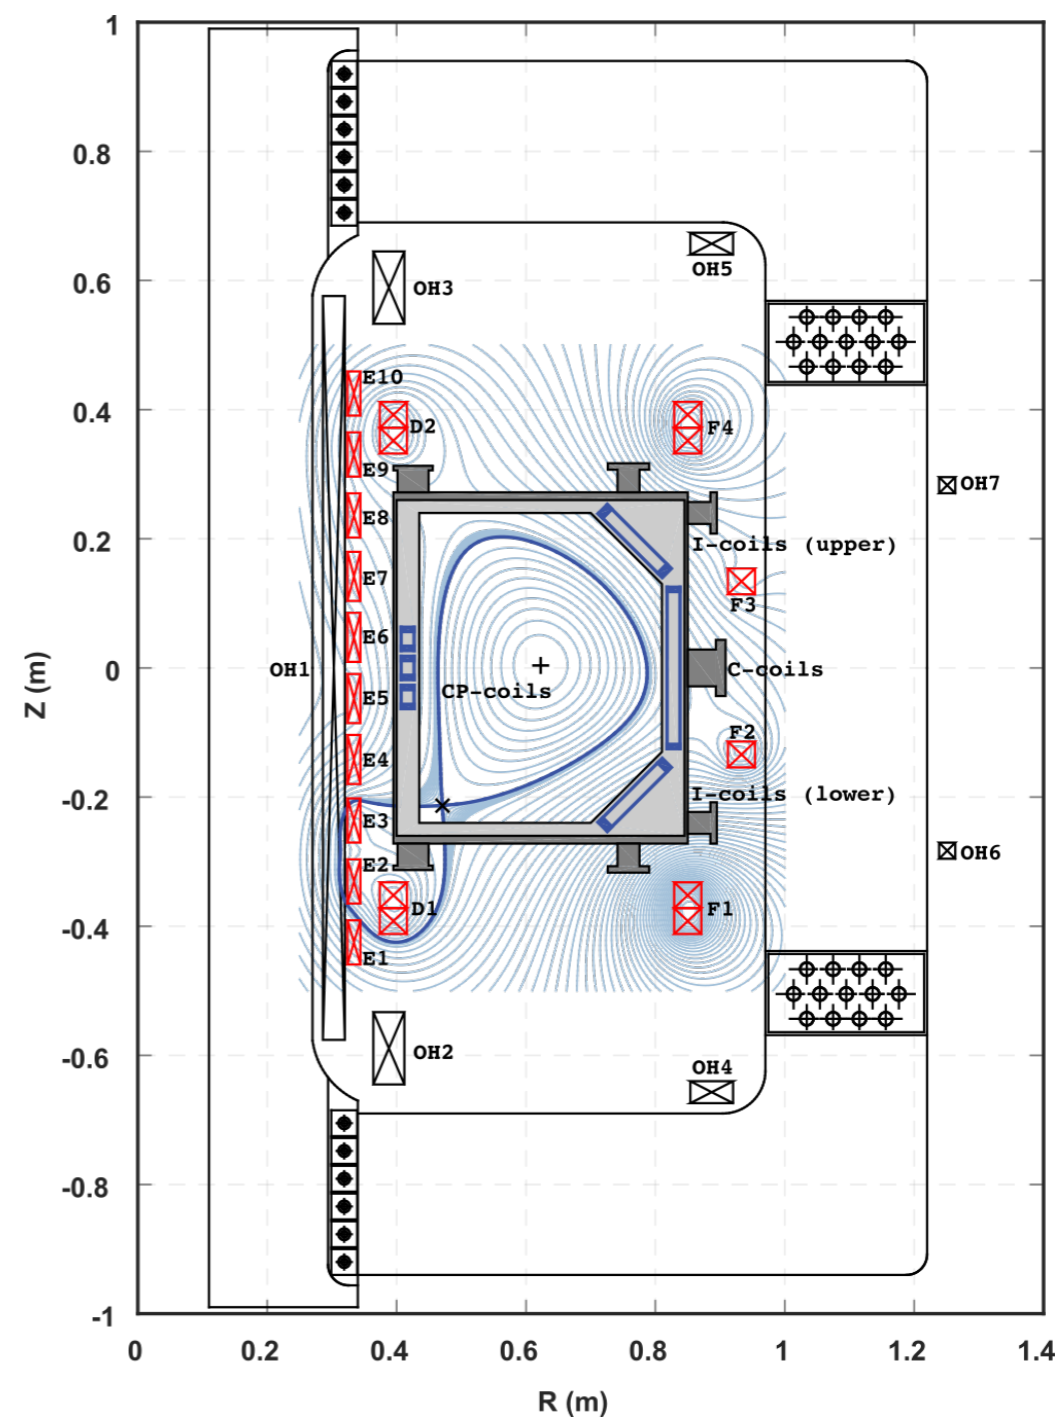 1
0.8
0.6
0.4
0.2
0
-0.2
-0.4
-0.6
-0.8
-1
Z (m)
OH5
OH3
E10
D2
F4
E9
OH7
E8
I-coils (upper)
E7
F3
E6
OH1
C-coils
E5
CP-coils
F2
E4
I-coils (lower)
E3
OH6
E2
D1
F1
E1
OH2
OH4
0
0.2
0.4
0.6
0.8
1
1.2
1.4
R (m)